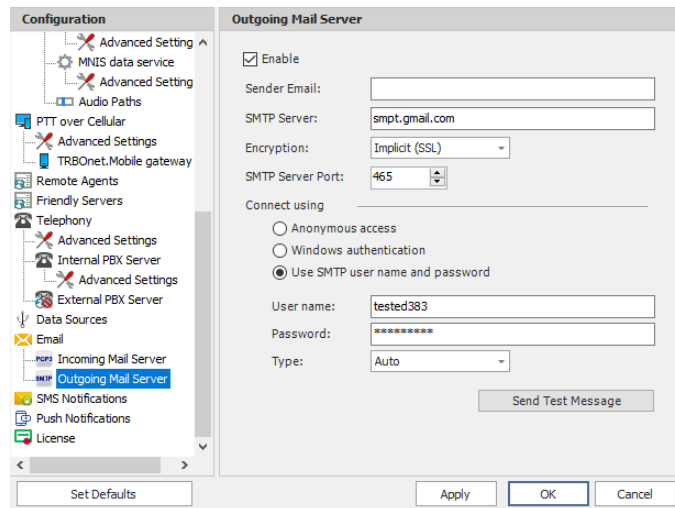 Configuration
Advanced Setting
MNIS data service
Advanced Setting
Audio Paths
PTT over Cellular
Advanced Settings
TRBOnet.Mobile gateway
Remote Agents
Friendly Servers
Telephony
Advanced Settings
Internal PBX Server
Advanced Settings
External PBX Server
Data Sources
Email
POP3 Incoming Mail Server
SMTP Outgoing Mail Server
SMS Notifications
Push Notifications
License
Set Defaults
Outgoing Mail Server
Enable
Sender Email:
SMTP Server: smpt.gmail.com
Encryption: Implicit (SSL)
SMTP Server Port: 465
Connect using
Anonymous access
Windows authentication
Use SMTP user name and password
User name: tested383
Password: *********
Type: Auto
Send Test Message
Apply OK Cancel